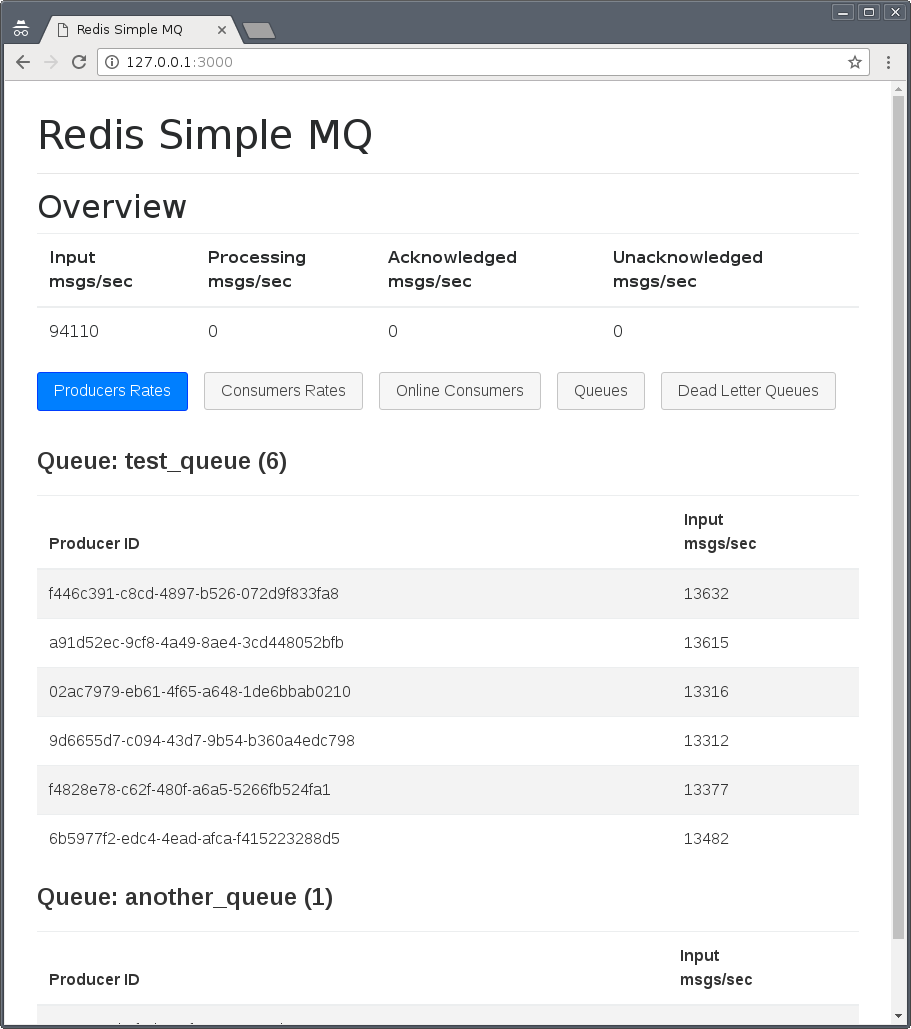 Redis Simple MQ
127.0.0.1:3000
Redis Simple MQ
Overview
Input msgs/sec Processing msgs/sec Acknowledged msgs/sec Unacknowledged msgs/sec
94110 0 0 0
Producers Rates Consumers Rates Online Consumers Queues Dead Letter Queues
Queue: test_queue (6)
Producer ID Input msgs/sec
f446c391-c8cd-4897-b526-072d9f833fa8 13632
a91d52ec-9cf8-4a49-8ae4-3cd448052bfb 13615
02ac7979-eb61-4f65-a648-1de6bbab0210 13316
9d6655d7-c094-43d7-9b54-b360a4edc798 13312
f4828e78-c62f-480f-a6a5-5266fb524fa1 13377
6b5977f2-edc4-4ead-afca-f415223288d5 13482
Queue: another_queue (1)
Producer ID Input msgs/sec